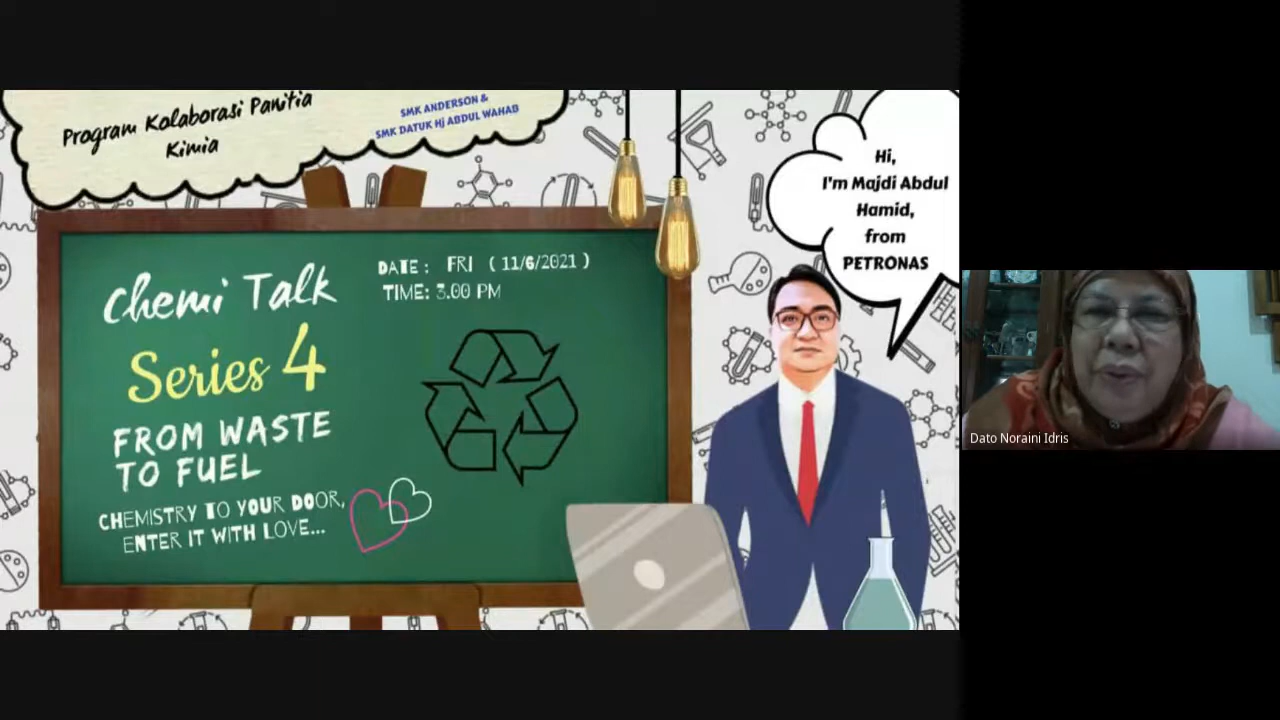 Program Kolaborasi Panitia
Kimia
SMK ANDERSON &
SMK DATUK Hj ABDUL WAHAB
Chemi Talk
Series 4
FROM WASTE
TO FUEL
CHEMISTRY TO YOUR DOOR,
ENTER IT WITH LOVE...
DATE : FRI ( 11/6/2021 )
TIME: 3.00 PM
Hi,
I'm Majdi Abdul
Hamid,
from
PETRONAS
Dato Noraini Idris